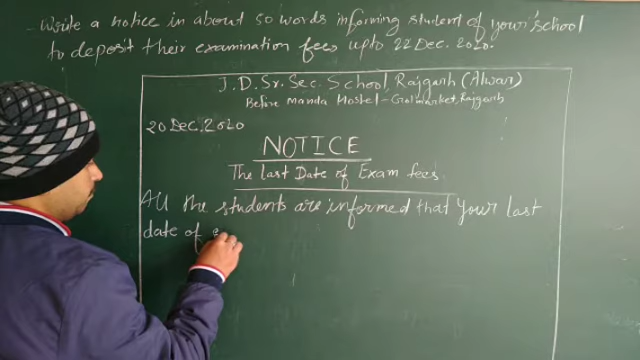 Write a notice in about 50 words informing student of your school
to deposit their examination fees upto 22 Dec. 2020.
J.D. Sr. Sec. School, Rajgarh (Alwar)
Before Manda Hostel - Golmarket, Rajgarh
20 Dec, 2020
NOTICE
The Last Date of Exam fees.
All the students are informed that your last
date of